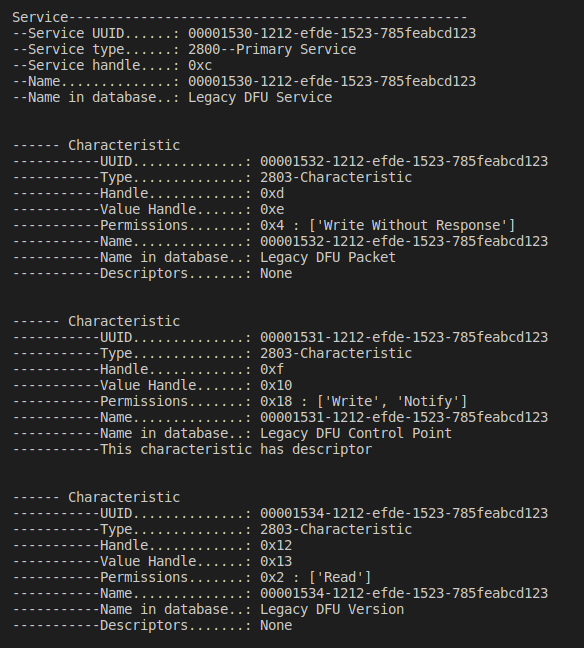 Service-------------------------------------------------
--Service UUID......: 00001530-1212-efde-1523-785feabcd123
--Service type......: 2800--Primary Service
--Service handle....: 0xc
--Name..............: 00001530-1212-efde-1523-785feabcd123
--Name in database..: Legacy DFU Service
------ Characteristic
-----------UUID..............: 00001532-1212-efde-1523-785feabcd123
-----------Type..............: 2803-Characteristic
-----------Handle............: 0xd
-----------Value Handle......: 0xe
-----------Permissions.......: 0x4 : ['Write Without Response']
-----------Name..............: 00001532-1212-efde-1523-785feabcd123
-----------Name in database..: Legacy DFU Packet
-----------Descriptors.......: None
------ Characteristic
-----------UUID..............: 00001531-1212-efde-1523-785feabcd123
-----------Type..............: 2803-Characteristic
-----------Handle............: 0xf
-----------Value Handle......: 0x10
-----------Permissions.......: 0x18 : ['Write', 'Notify']
-----------Name..............: 00001531-1212-efde-1523-785feabcd123
-----------Name in database..: Legacy DFU Control Point
-----------This characteristic has descriptor
------ Characteristic
-----------UUID..............: 00001534-1212-efde-1523-785feabcd123
-----------Type..............: 2803-Characteristic
-----------Handle............: 0x12
-----------Value Handle......: 0x13
-----------Permissions.......: 0x2 : ['Read']
-----------Name..............: 00001534-1212-efde-1523-785feabcd123
-----------Name in database..: Legacy DFU Version
-----------Descriptors.......: None